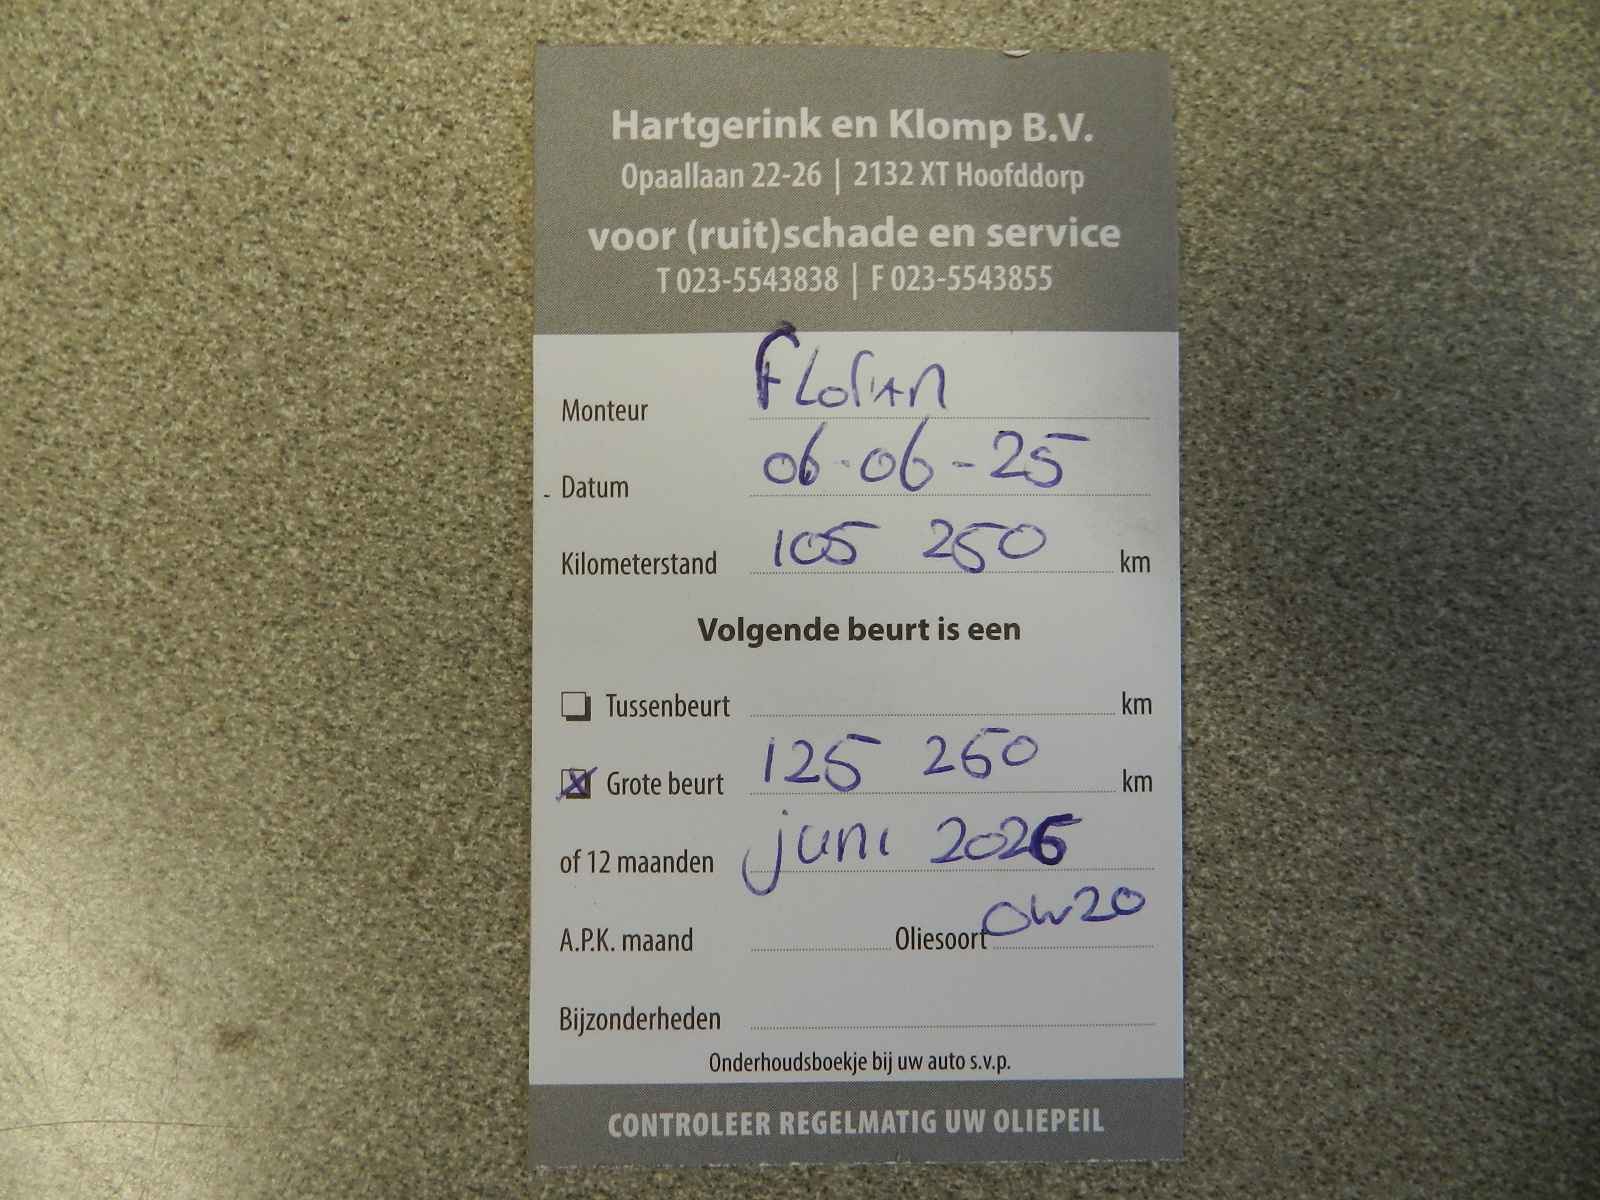 Hartgerink en Klomp B.V.
Opaallaan 22-26 | 2132 XT Hoofddorp
voor (ruit)schade en service
T 023-5543838 | F 023-5543855
Monteur Florian
Datum 06-06-25
Kilometerstand 105 250 km
Volgende beurt is een
Tussenbeurt km
Grote beurt 125 250 km
of 12 maanden juni 2026
A.P.K. maand Oliesoort 0w20
Bijzonderheden
Onderhoudsboekje bij uw auto s.v.p.
CONTROLEER REGELMATIG UW OLIEPEIL